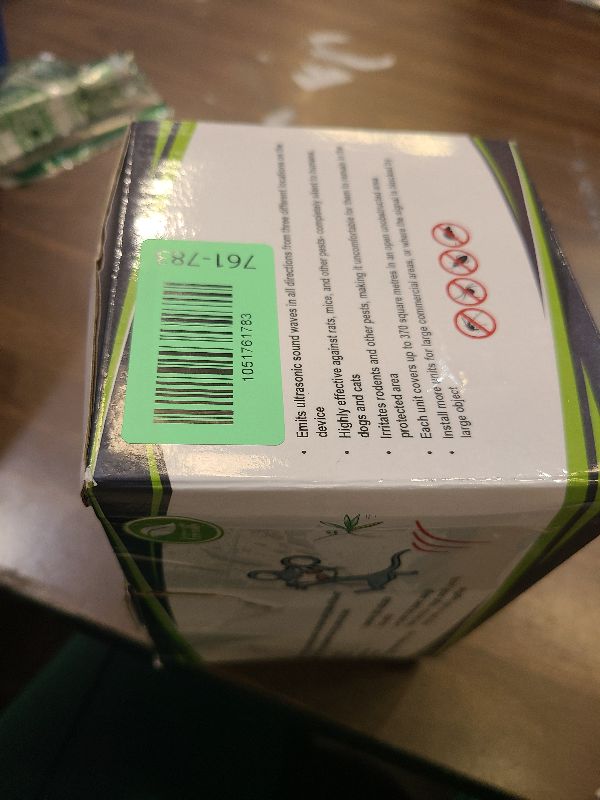 761-783
1051761783
• Emits ultrasonic sound waves in all directions from three different locations on the
device
• Highly effective against rats, mice, and other pests- completely silent to humans,
dogs and cats
• Irritates rodents and other pests, making it uncomfortable for them to remain in the
protected area
• Each unit covers up to 370 square metres in an open unobstructed area
• Install more units for large commercial areas, or where the signal is blocked by
large object